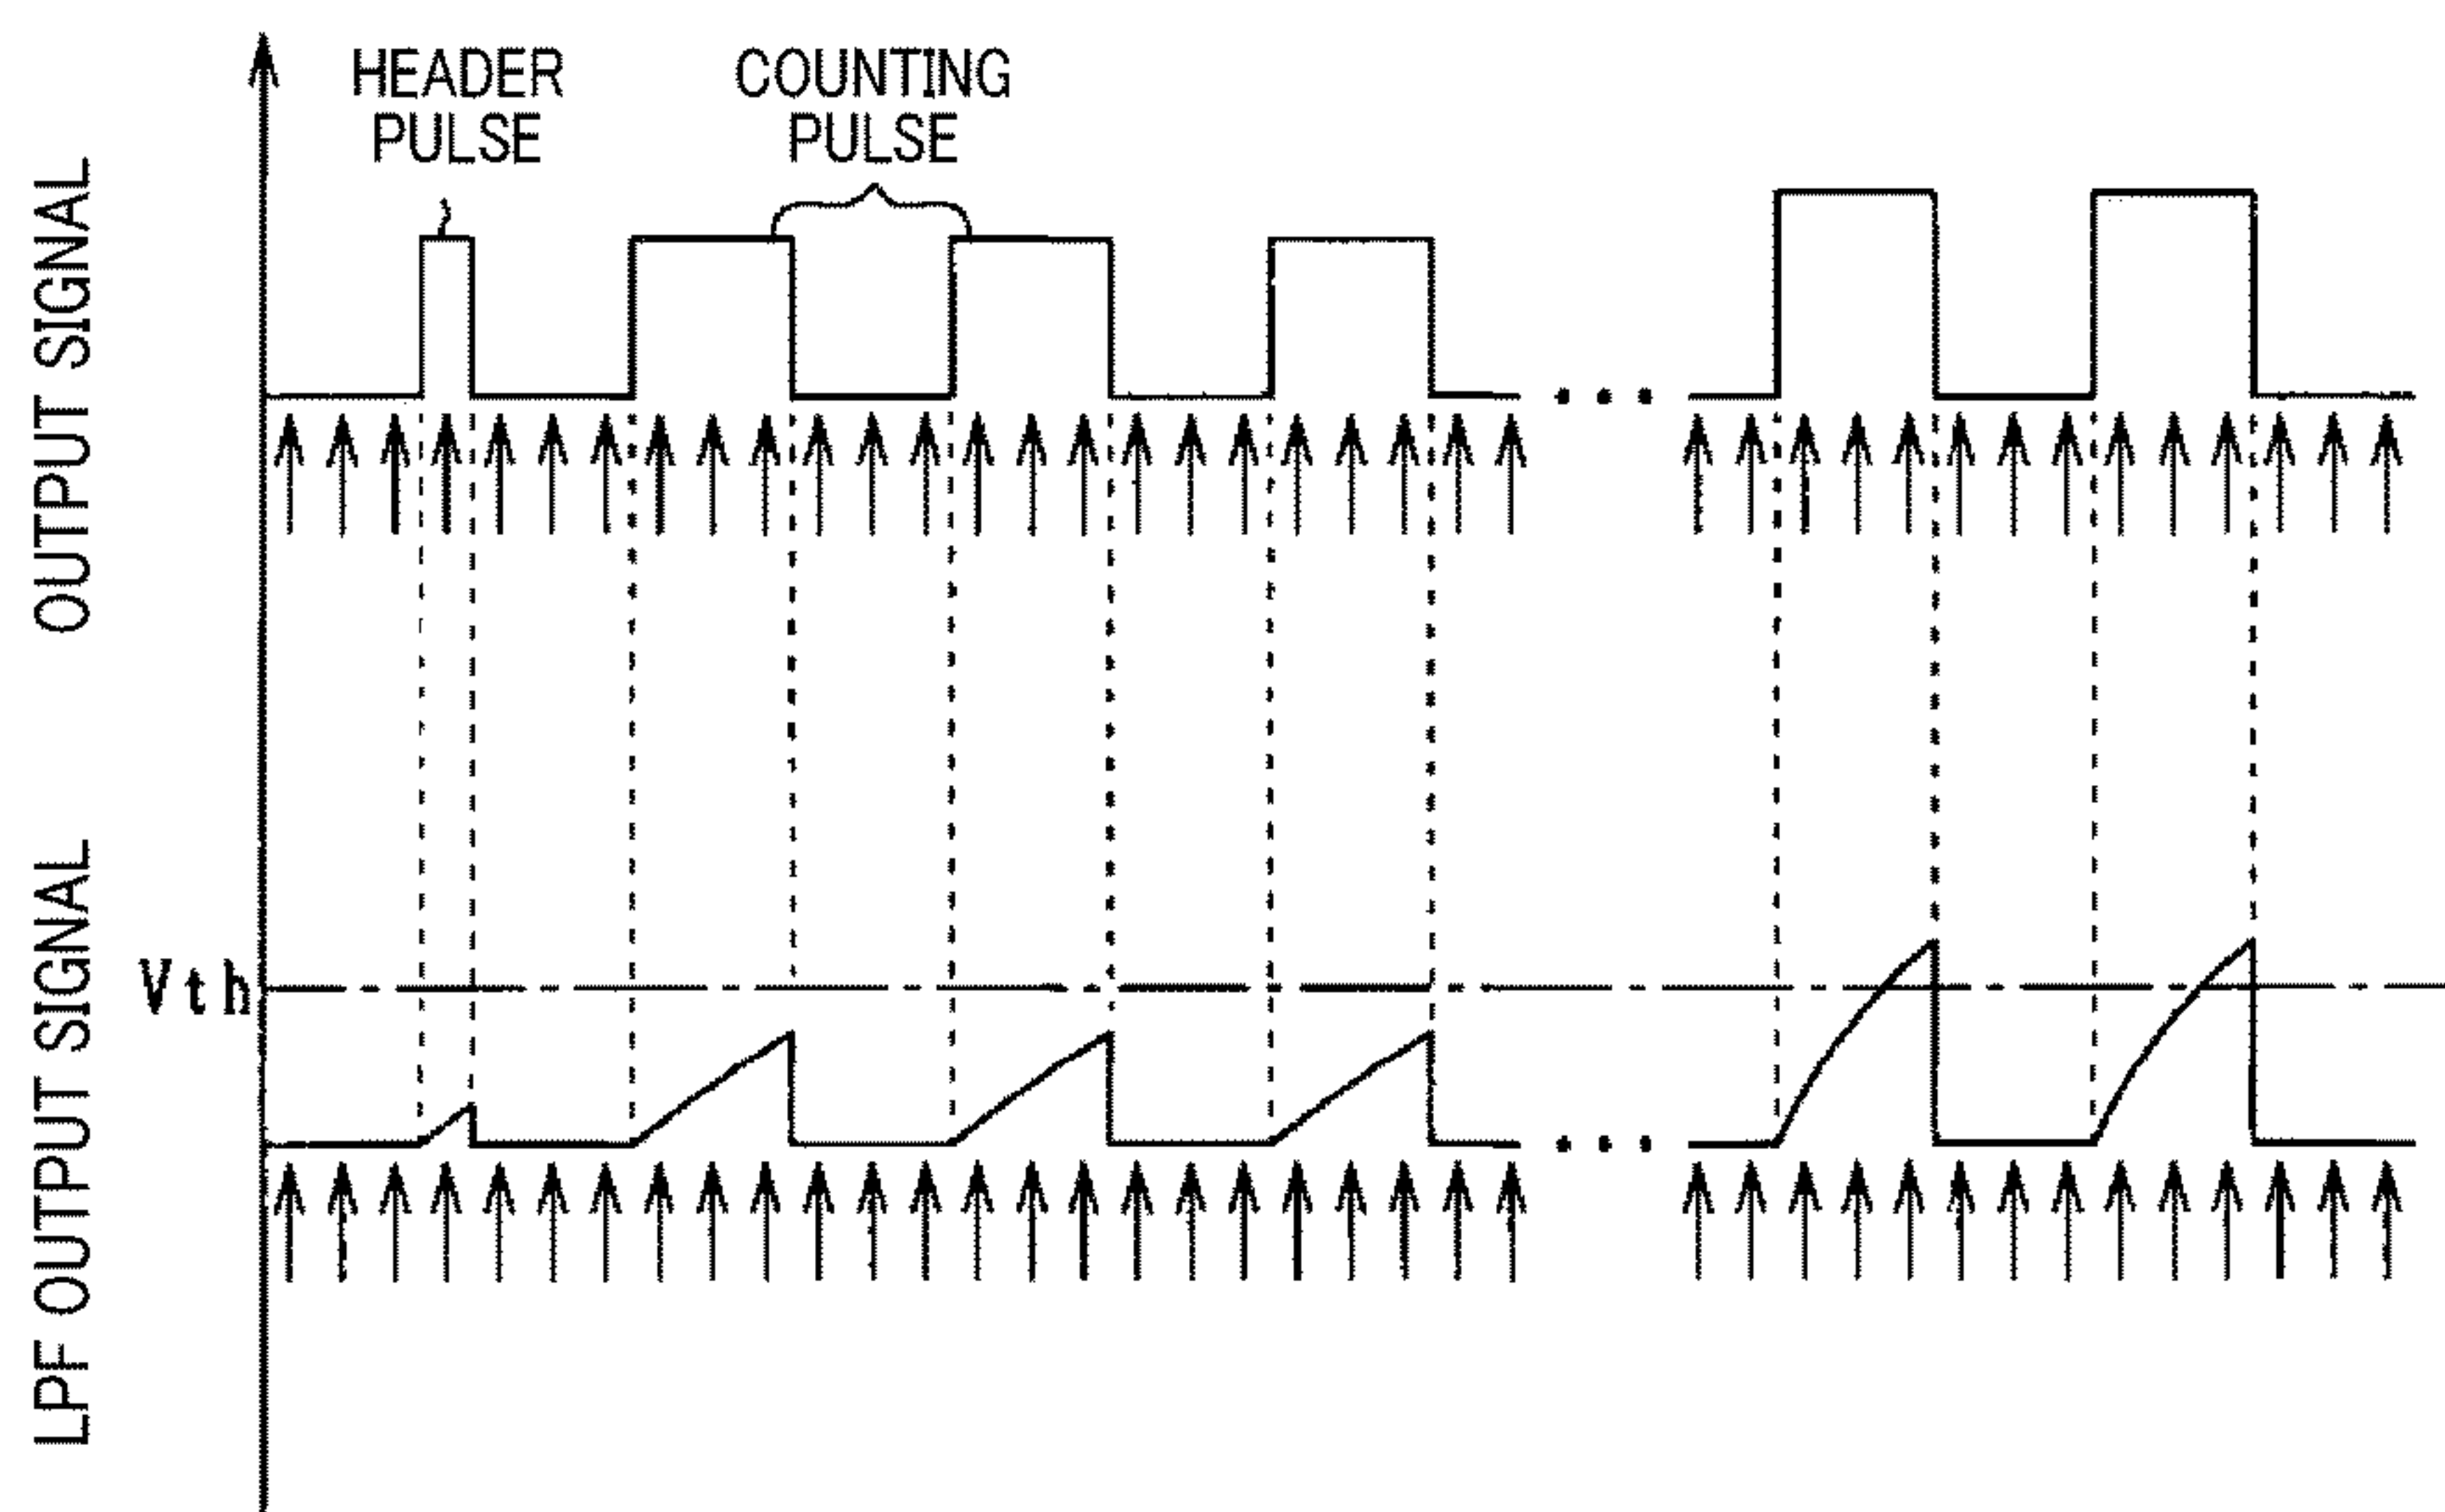 HEADER
PULSE
COUNTING
PULSE
OUTPUT SIGNAL
Vth
LPF OUTPUT SIGNAL